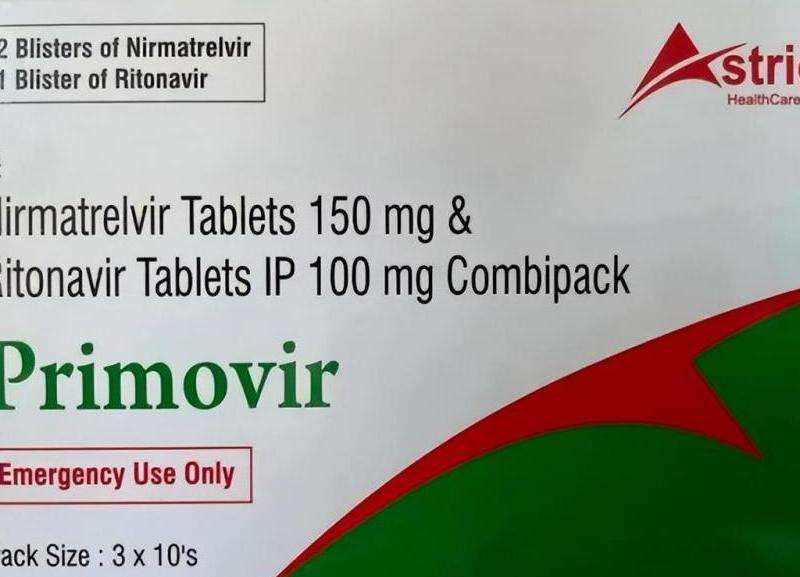 2 Blisters of Nirmatrelvir
1 Blister of Ritonavir
stri
HealthCare
irmatrelvir Tablets 150 mg &
itonavir Tablets IP 100 mg Combipack
Primovir
Emergency Use Only
ack Size : 3 x 10's